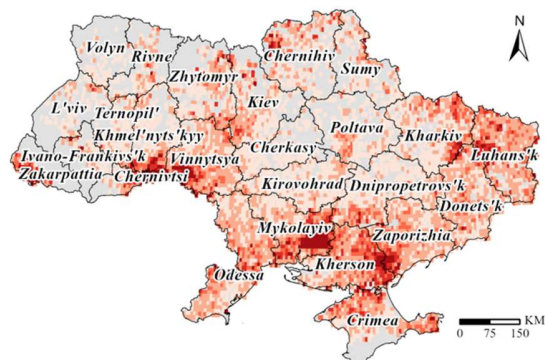 N
Volyn
Rivne
Chernihiv
Zhytomyr
Sumy
L'viv
Ternopil'
Kiev
Khmel'nyts'kyy
Poltava
Kharkiv
Ivano-Frankivs'k
Vinnytsya
Cherkasy
Luhans'k
Zakarpattia
Chernivtsi
Kirovohrad
Dnipropetrovs'k
Donets'k
Mykolayiv
Zaporizhia
Odessa
Kherson
Crimea
KM
0 75 150